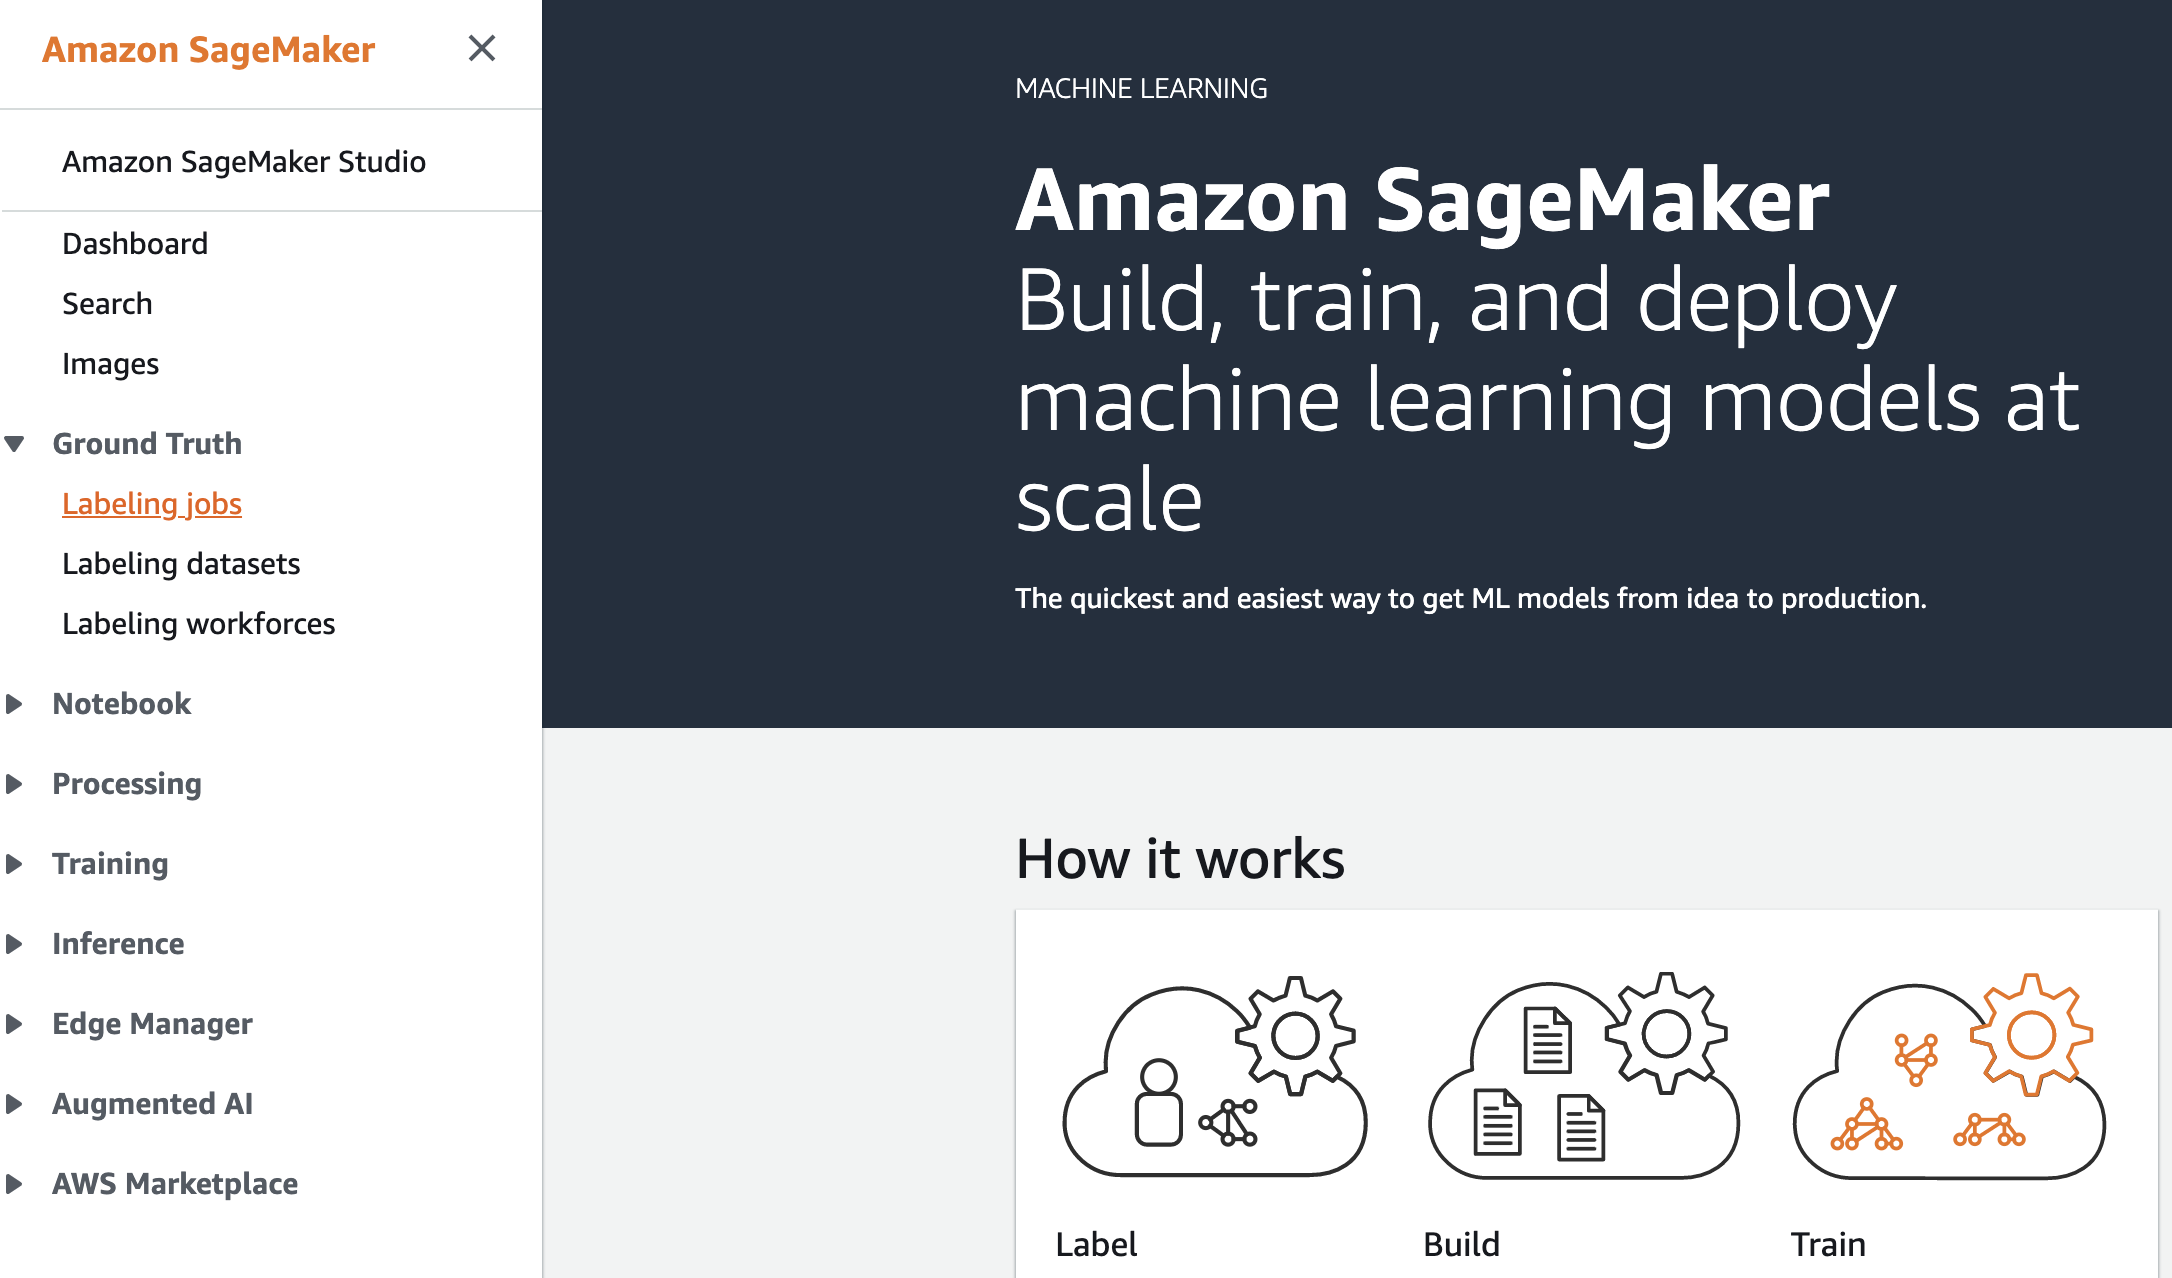 Amazon SageMaker
Amazon SageMaker Studio
Dashboard
Search
Images
Ground Truth
Labeling jobs
Labeling datasets
Labeling workforces
Notebook
Processing
Training
Inference
Edge Manager
Augmented AI
AWS Marketplace
MACHINE LEARNING
Amazon SageMaker
Build, train, and deploy
machine learning models at
scale
The quickest and easiest way to get ML models from idea to production.
How it works
Label
Build
Train